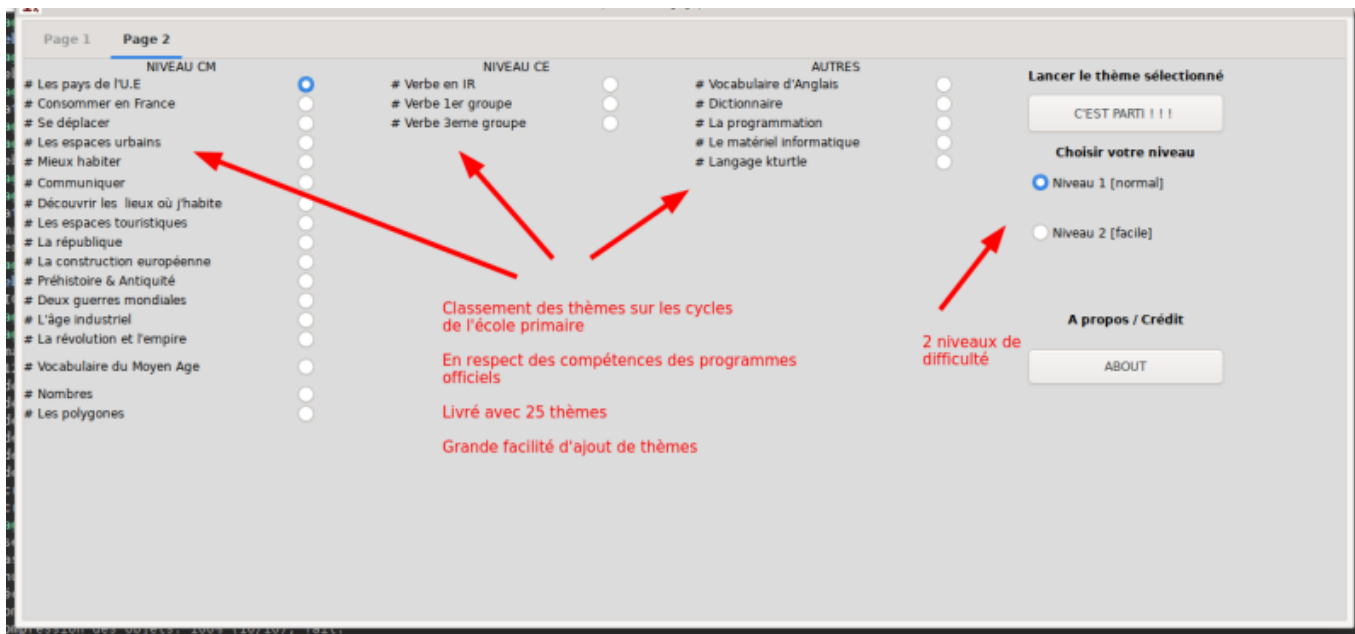 Page 1 Page 2
NIVEAU CM
# Les pays de l'U.E
# Consommer en France
# Se déplacer
# Les espaces urbains
# Mieux habiter
# Communiquer
# Découvrir les lieux où j'habite
# Les espaces touristiques
# La république
# La construction européenne
# Préhistoire & Antiquité
# Deux guerres mondiales
# L'âge industriel
# La révolution et l'empire
# Vocabulaire du Moyen Age
# Nombres
# Les polygones
NIVEAU CE
# Verbe en IR
# Verbe 1er groupe
# Verbe 3eme groupe
AUTRES
# Vocabulaire d'Anglais
# Dictionnaire
# La programmation
# Le matériel informatique
# Langage kturtle
Lancer le thème sélectionné
C'EST PARTI ! ! !
Choisir votre niveau
Niveau 1 [normal]
Niveau 2 [facile]
A propos / Crédit
ABOUT
Classement des thèmes sur les cycles
de l'école primaire
En respect des compétences des programmes
officiels
Livré avec 25 thèmes
Grande facilité d'ajout de thèmes
2 niveaux de
difficulté